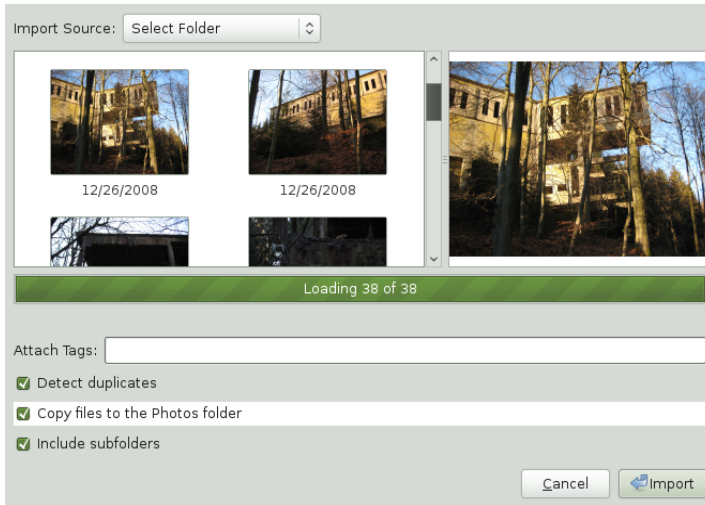 Import Source: Select Folder
12/26/2008 12/26/2008
Loading 38 of 38
Attach Tags:
Detect duplicates
Copy files to the Photos folder
Include subfolders
Cancel Import